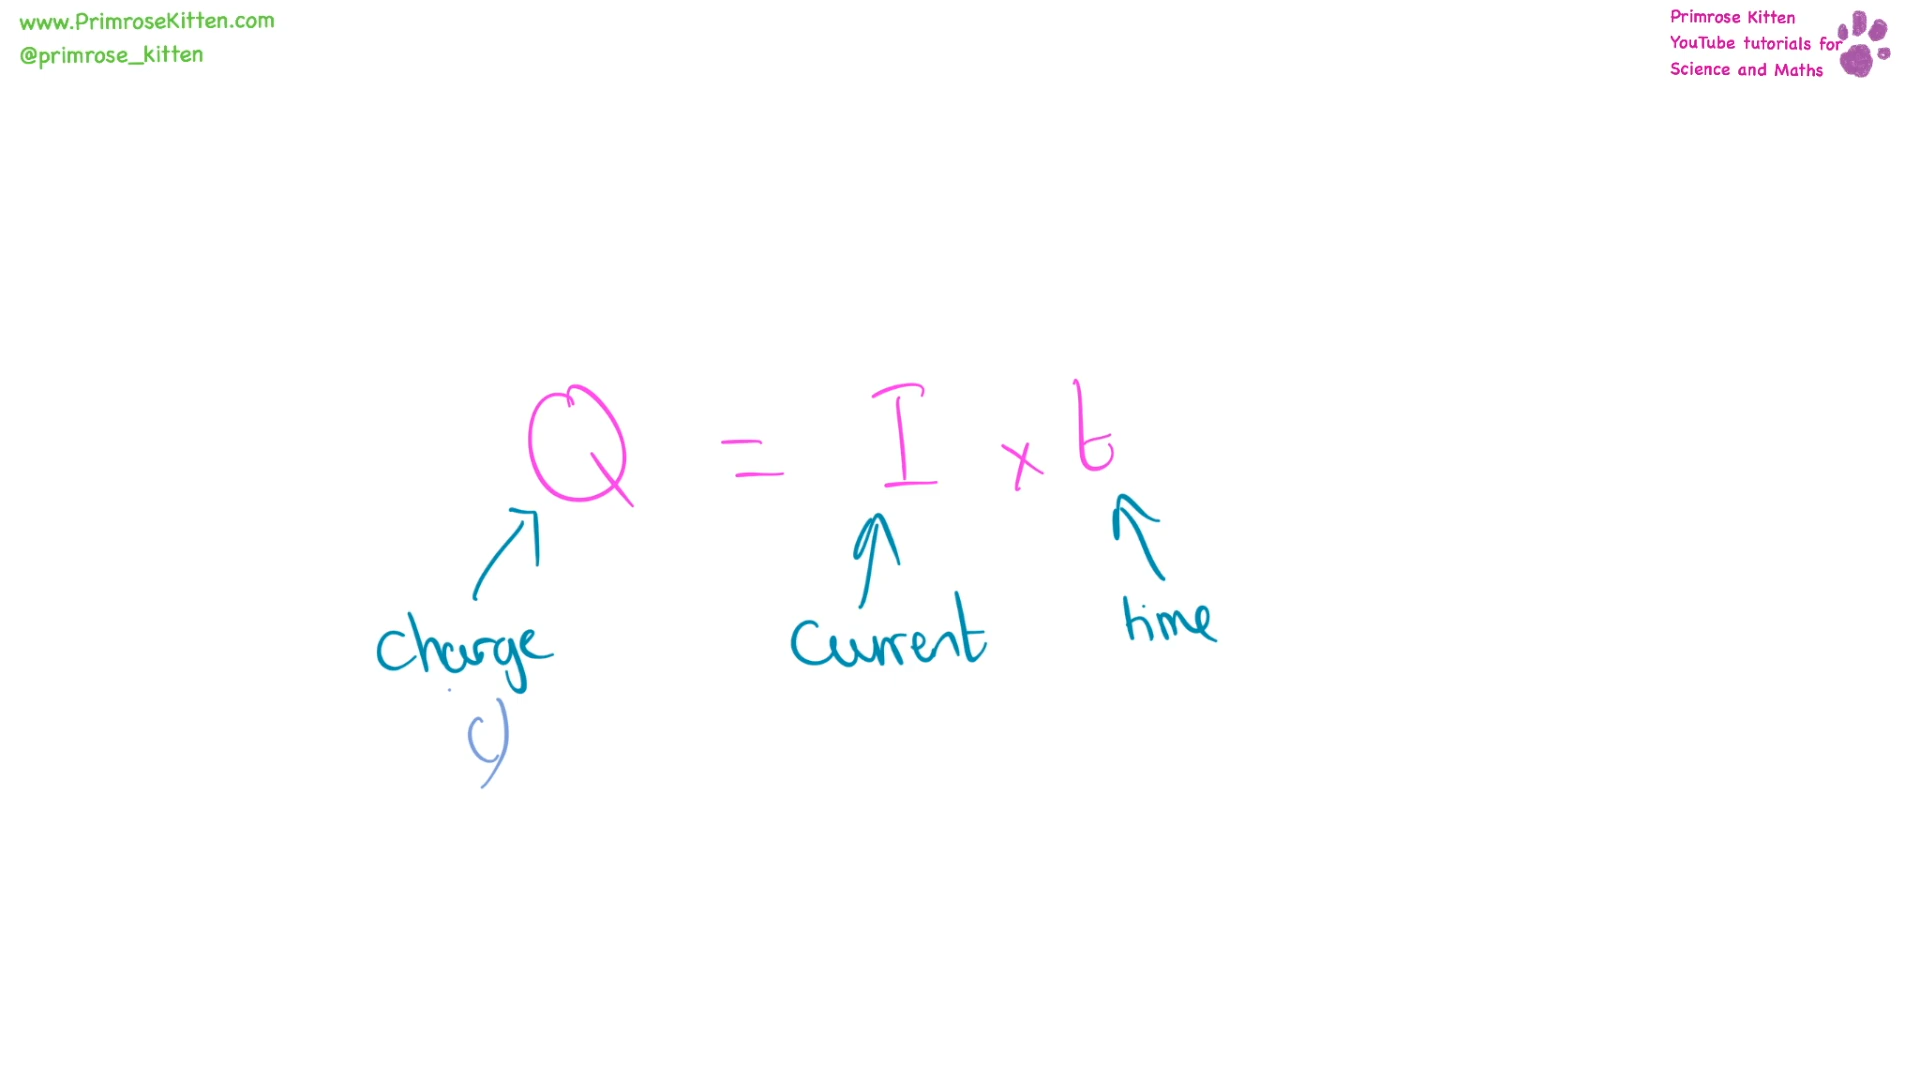 www.PrimroseKitten.com
@primrose_kitten
Primrose Kitten
YouTube tutorials for
Science and Maths
Q = I × t
Charge Current time
C)